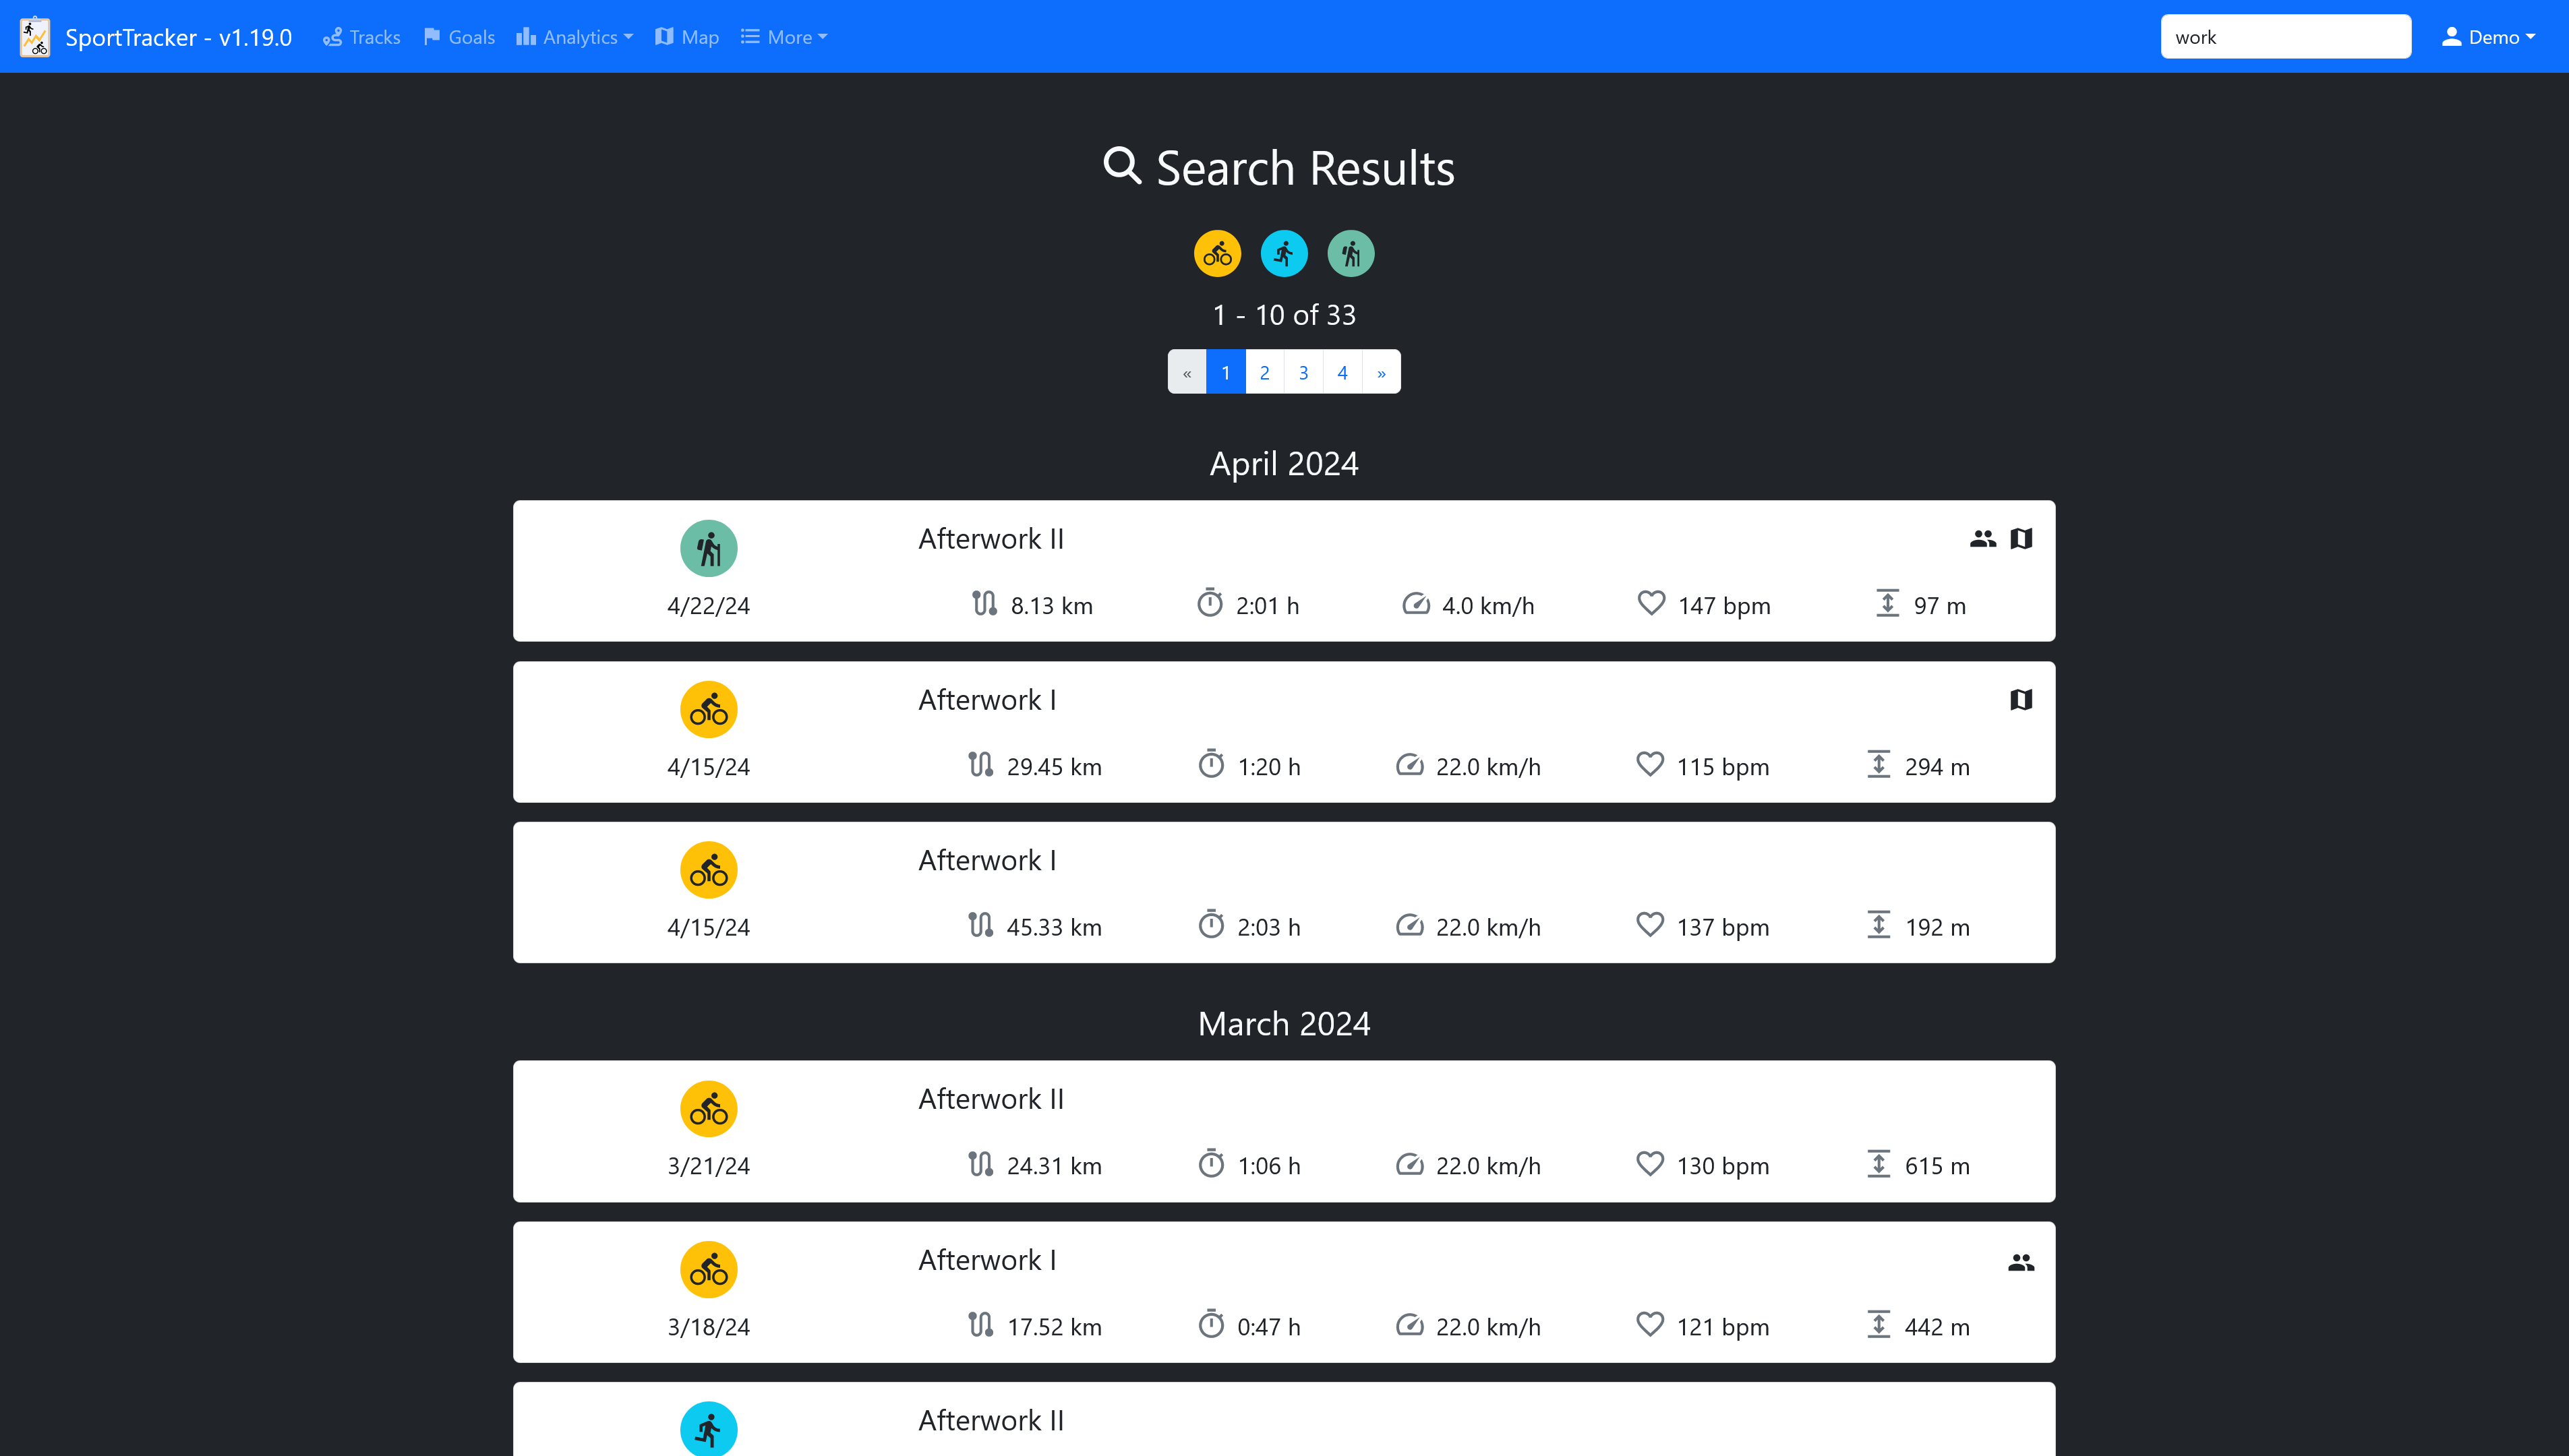 SportTracker - v1.19.0 Tracks Goals Analytics Map More work Demo
Search Results
1 - 10 of 33
« 1 2 3 4 »
April 2024
Afterwork II
4/22/24 8.13 km 2:01 h 4.0 km/h 147 bpm 97 m
Afterwork I
4/15/24 29.45 km 1:20 h 22.0 km/h 115 bpm 294 m
Afterwork I
4/15/24 45.33 km 2:03 h 22.0 km/h 137 bpm 192 m
March 2024
Afterwork II
3/21/24 24.31 km 1:06 h 22.0 km/h 130 bpm 615 m
Afterwork I
3/18/24 17.52 km 0:47 h 22.0 km/h 121 bpm 442 m
Afterwork II